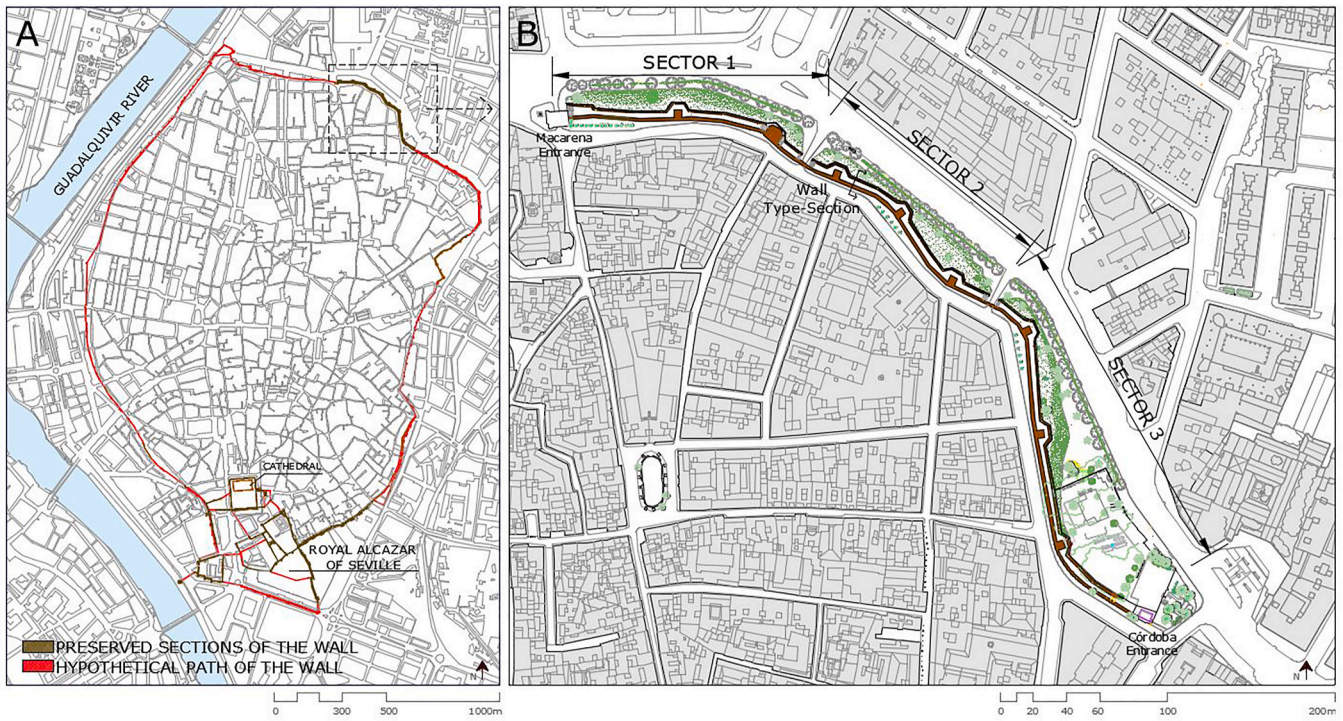 A
GUADALQUIVIR RIVER
CATHEDRAL
ROYAL ALCAZAR
OF SEVILLE
PRESERVED SECTIONS OF THE WALL
HYPOTHETICAL PATH OF THE WALL
N
0 300 500 1000m
B
SECTOR 1
Macarena
Entrance
SECTOR 2
Wall
Type-Section
SECTOR 3
Córdoba
Entrance
N
0 20 40 60 100 200m